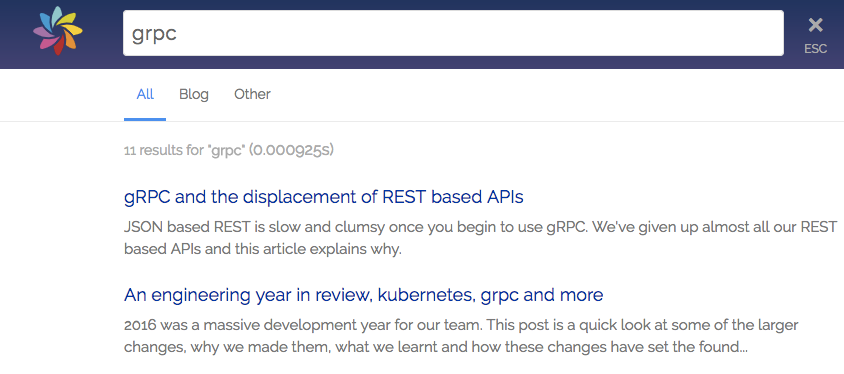 grpc
ESC
All Blog Other
11 results for "grpc" (0.000925s)
gRPC and the displacement of REST based APIs
JSON based REST is slow and clumsy once you begin to use gRPC. We've given up almost all our REST
based APIs and this article explains why.
An engineering year in review, kubernetes, grpc and more
2016 was a massive development year for our team. This post is a quick look at some of the larger
changes, why we made them, what we learnt and how these changes have set the found...